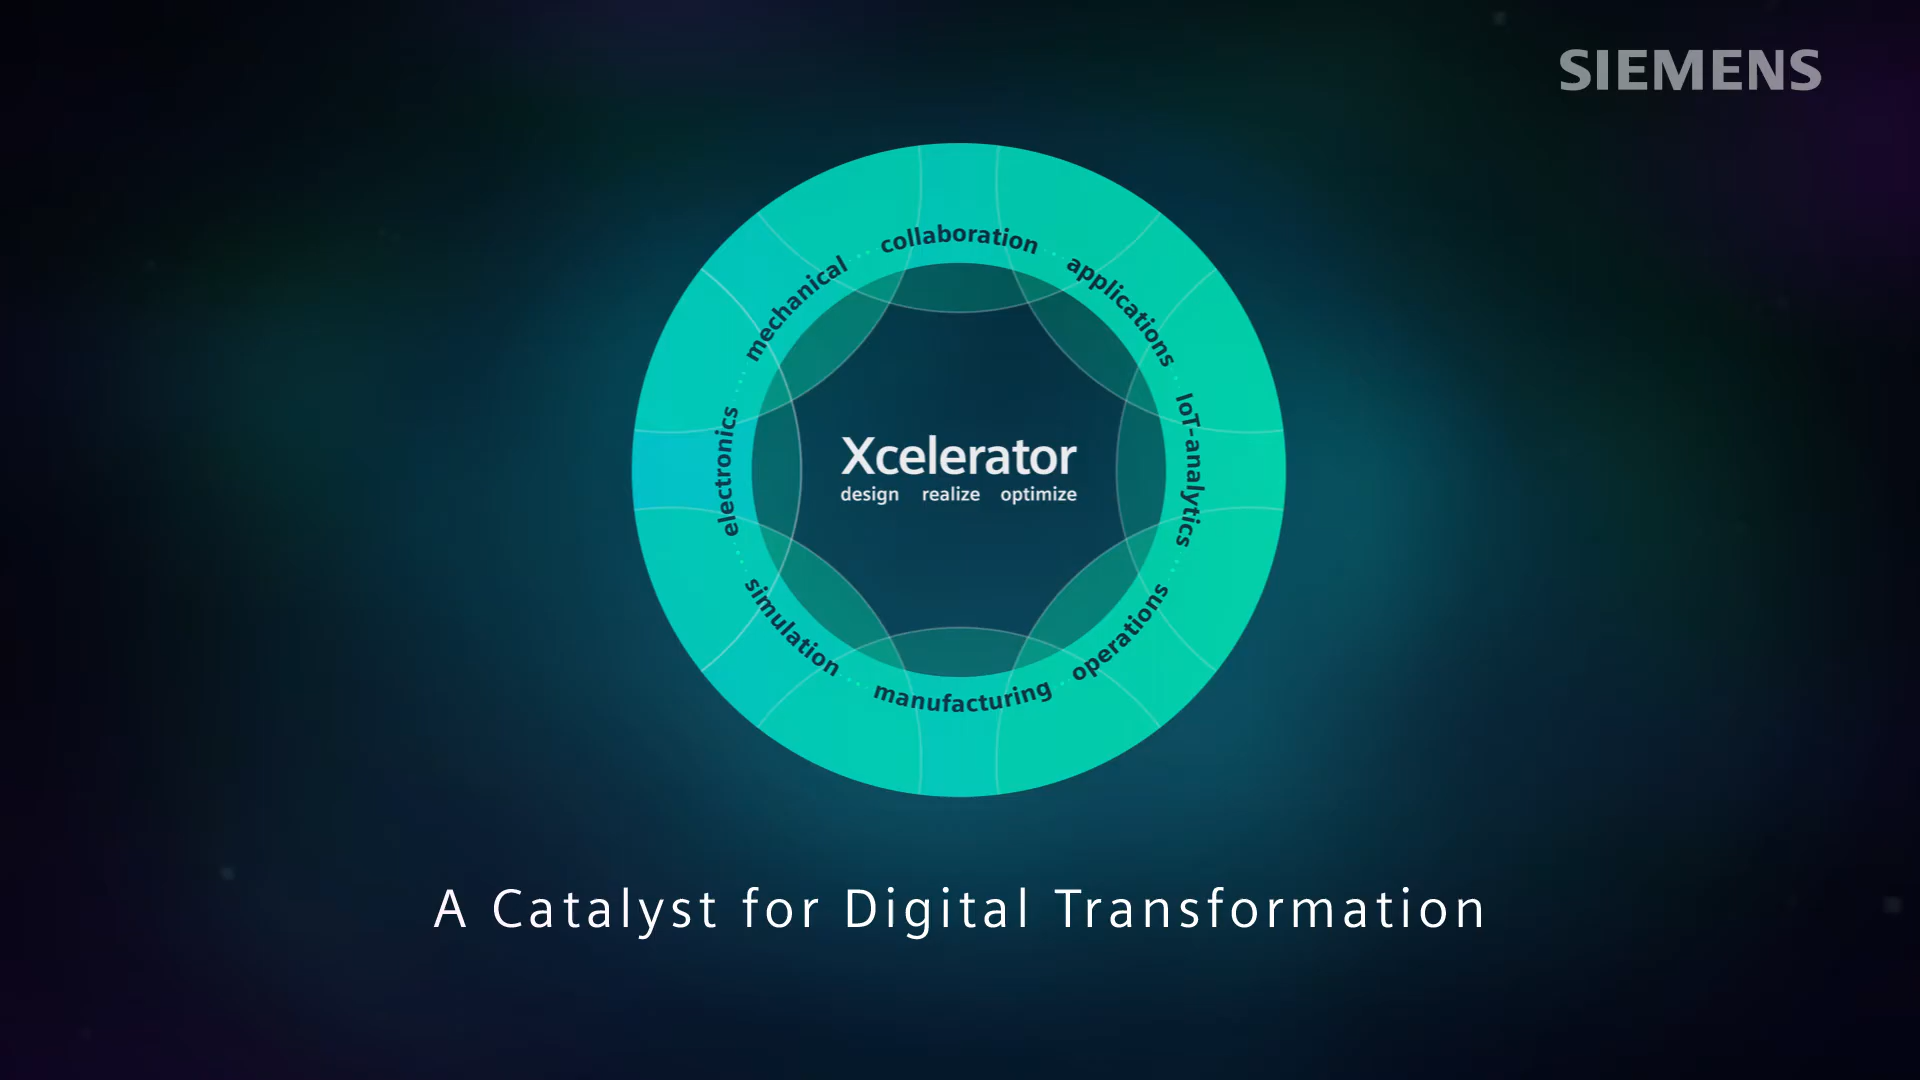 SIEMENS
collaboration
applications
IoT-analytics
operations
manufacturing
simulation
electronics
mechanical
Xcelerator
design realize optimize
A Catalyst for Digital Transformation